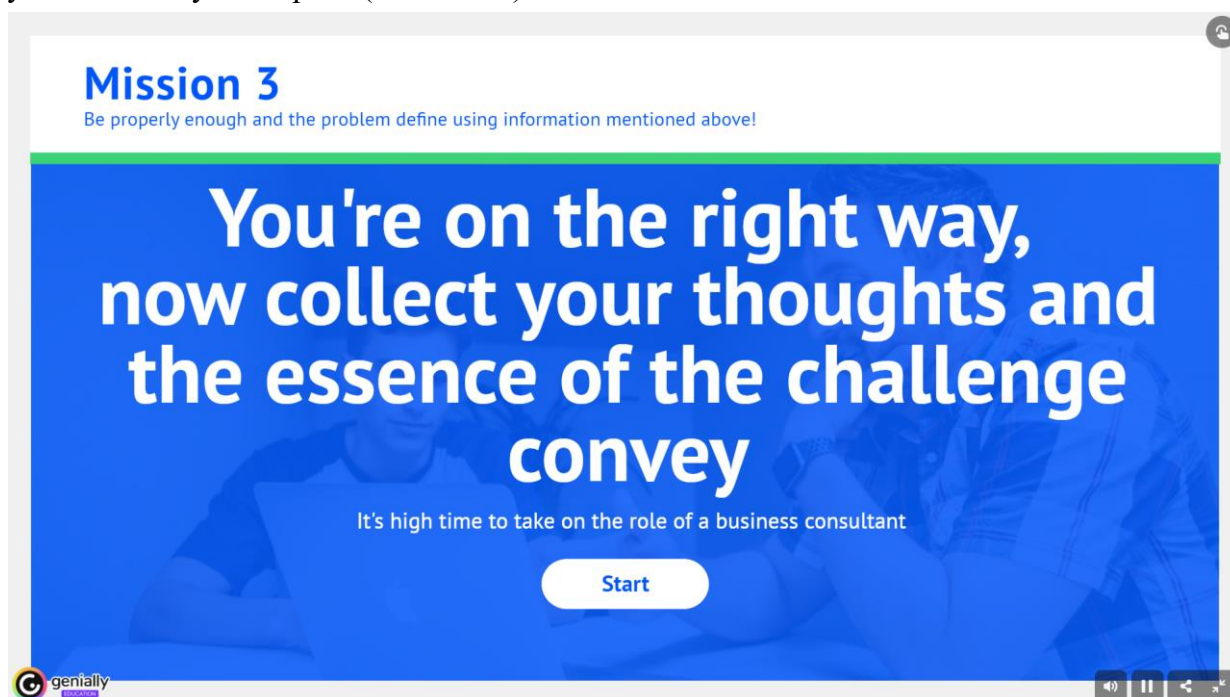 Mission 3
Be properly enough and the problem define using information mentioned above!
You're on the right way,
now collect your thoughts and
the essence of the challenge
convey
It's high time to take on the role of a business consultant
Start
genially
EDUCATION